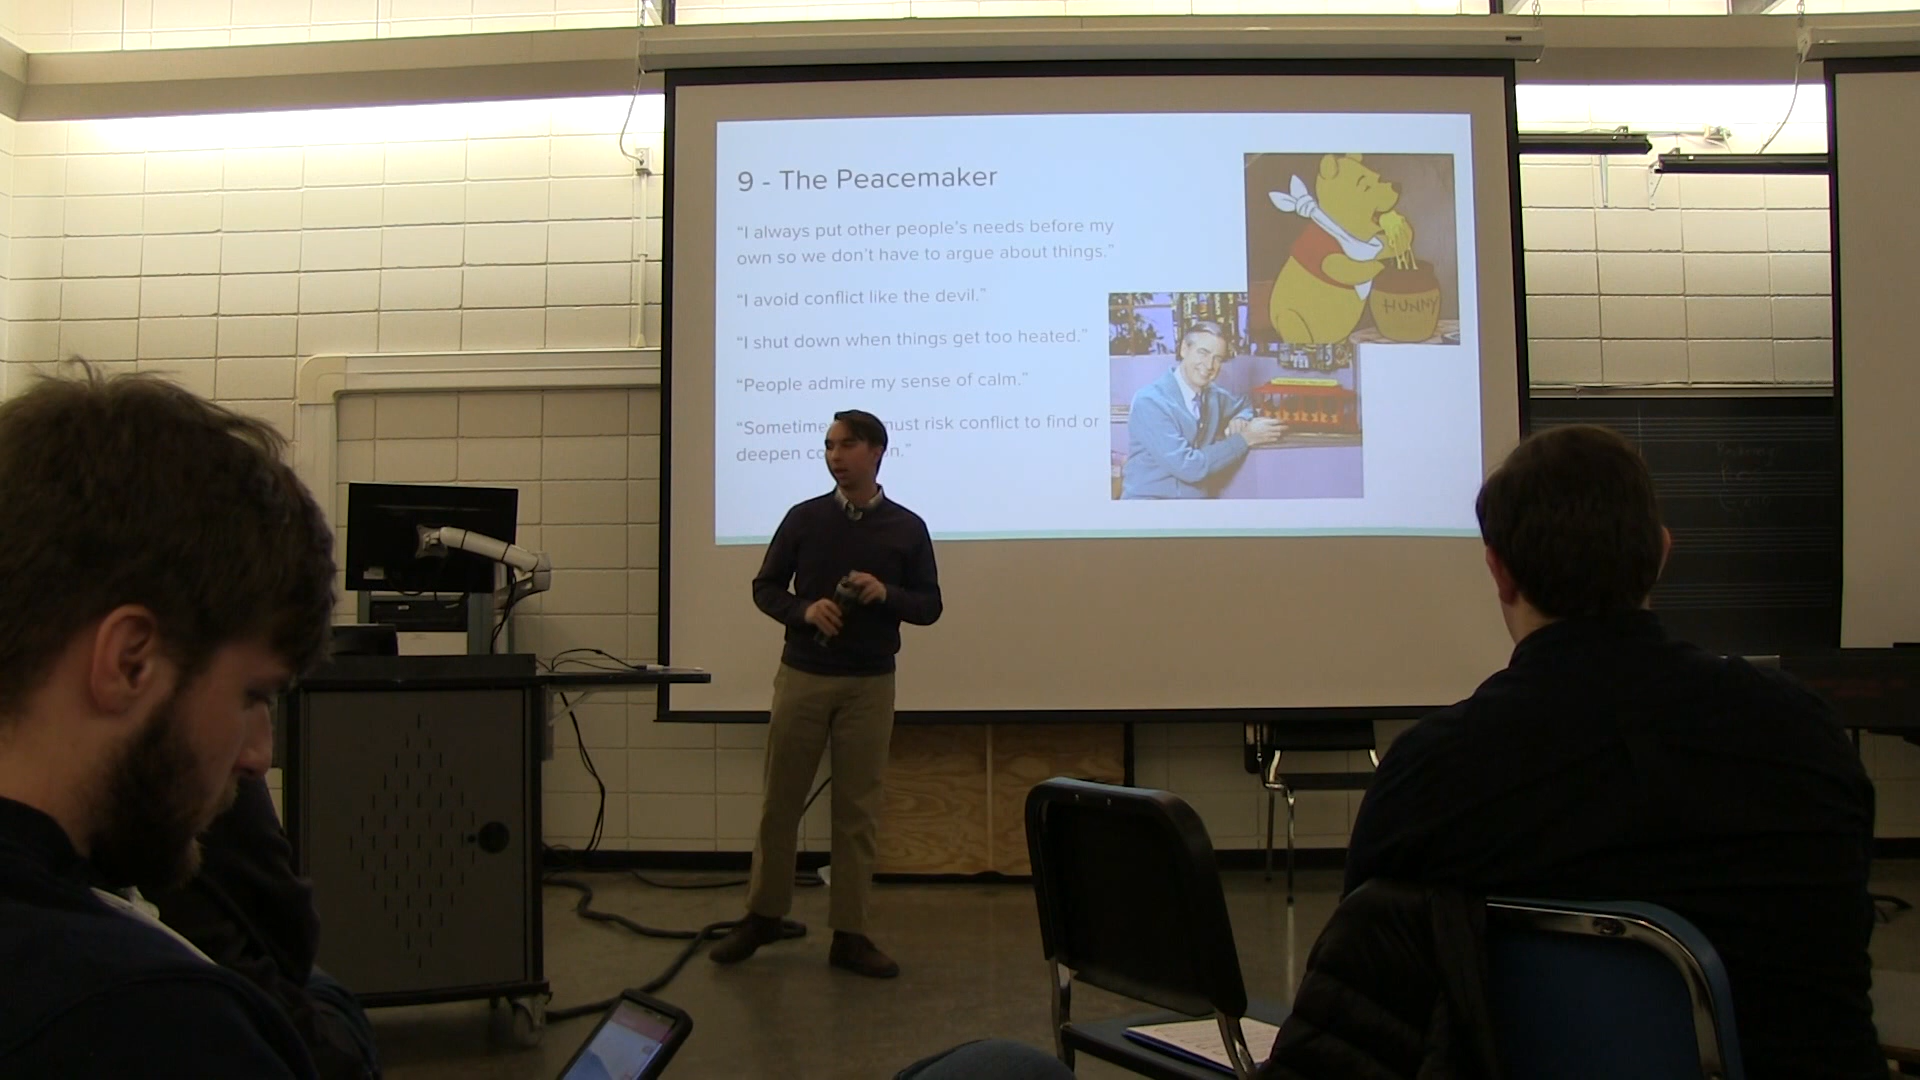 9 - The Peacemaker
“I always put other people’s needs before my
own so we don’t have to argue about things.”
“I avoid conflict like the devil.”
“I shut down when things get too heated.”
“People admire my sense of calm.”
“Sometime must risk conflict to find or
deepen co n.”
HUNNY